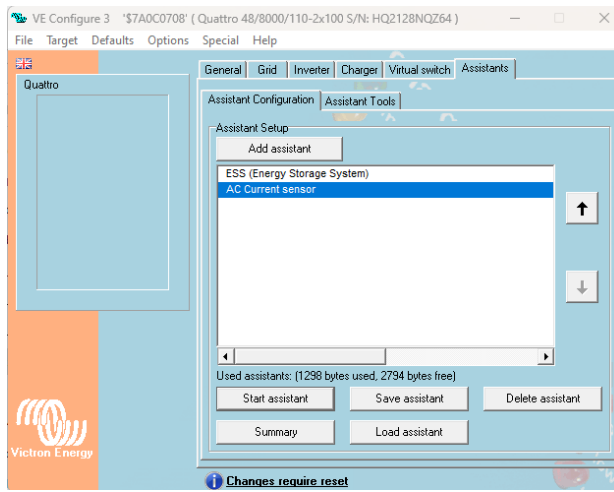 VE Configure 3 '$7A0C0708' ( Quattro 48/8000/110-2x100 S/N: HQ2128NQZ64 )
File Target Defaults Options Special Help
Quattro
General Grid Inverter Charger Virtual switch Assistants
Assistant Configuration Assistant Tools
Assistant Setup
Add assistant
ESS (Energy Storage System)
AC Current sensor
Used assistants: (1298 bytes used, 2794 bytes free)
Start assistant Save assistant Delete assistant
Summary Load assistant
Victron Energy
Changes require reset